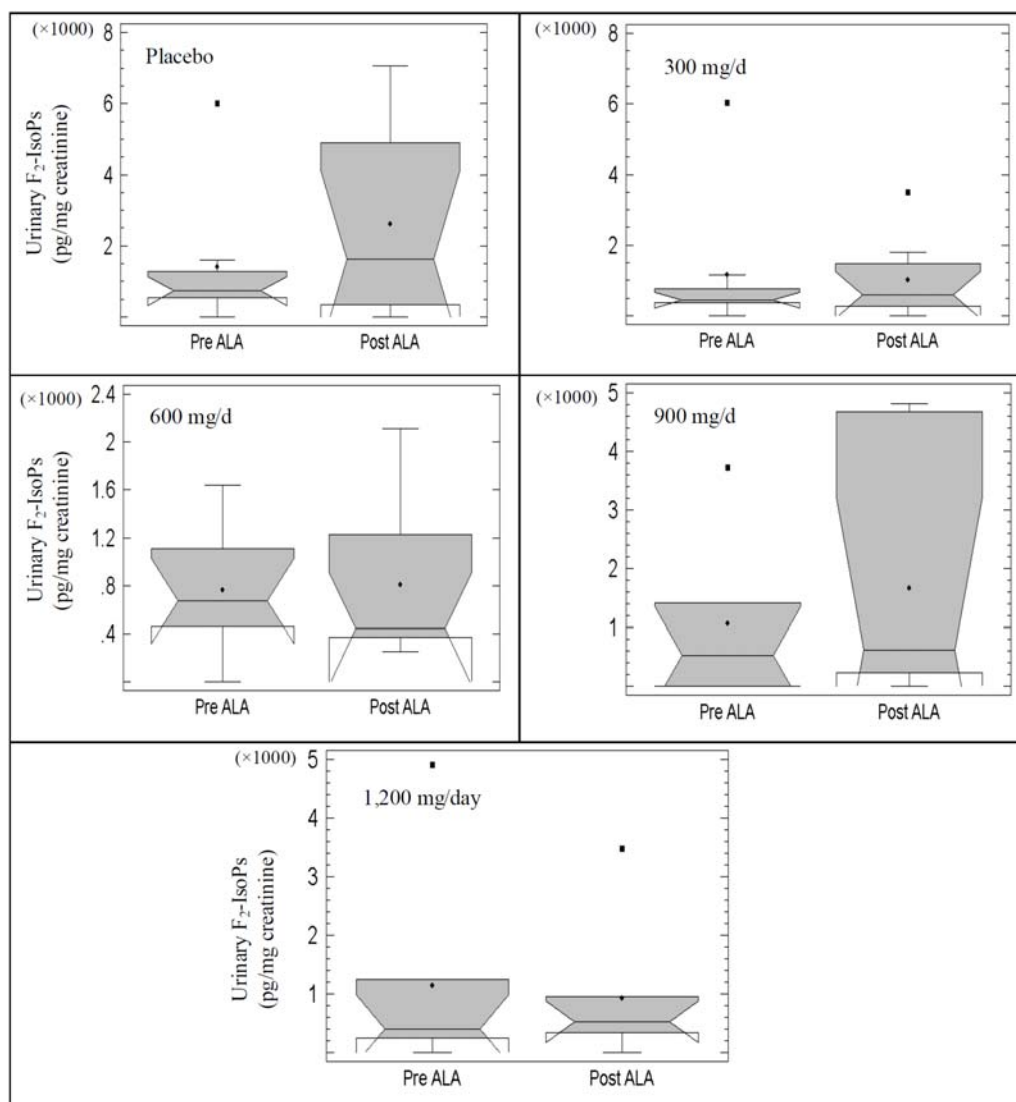 (×1000)
8
6
4
2
Placebo
Urinary F₂-IsoPs
(pg/mg creatinine)
Pre ALA
Post ALA
(×1000)
8
6
4
2
300 mg/d
Pre ALA
Post ALA
(×1000)
2.4
2
1.6
1.2
.8
.4
600 mg/d
Urinary F₂-IsoPs
(pg/mg creatinine)
Pre ALA
Post ALA
(×1000)
5
4
3
2
1
900 mg/d
Pre ALA
Post ALA
(×1000)
5
4
3
2
1
1,200 mg/day
Urinary F₂-IsoPs
(pg/mg creatinine)
Pre ALA
Post ALA